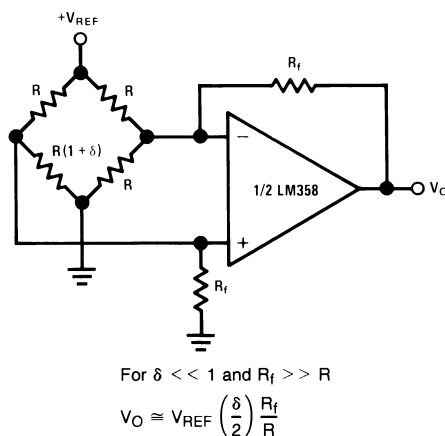 +VREF
R
R
Rf
R(1 + δ)
R
−
1/2 LM358
VO
+
Rf
For δ << 1 and Rf >> R
VO ≅ VREF (δ/2) Rf/R